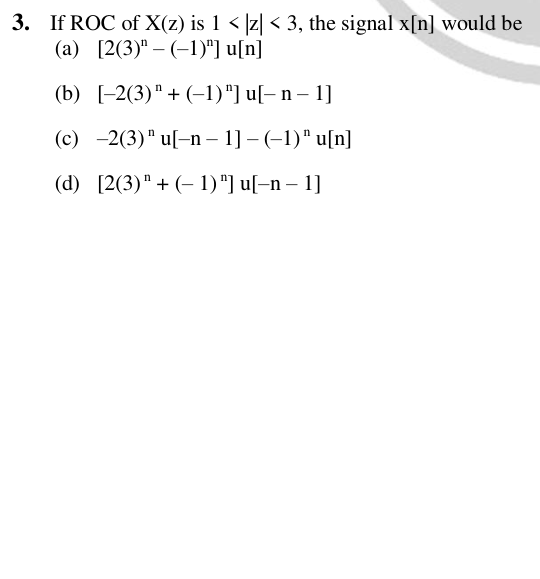 3. If ROC of X(z) is 1 < |z| < 3, the signal x[n] would be
(a) [2(3)ⁿ – (–1)ⁿ] u[n]
(b) [–2(3)ⁿ + (–1)ⁿ] u[– n – 1]
(c) –2(3)ⁿ u[–n – 1] – (–1)ⁿ u[n]
(d) [2(3)ⁿ + (– 1)ⁿ] u[–n – 1]